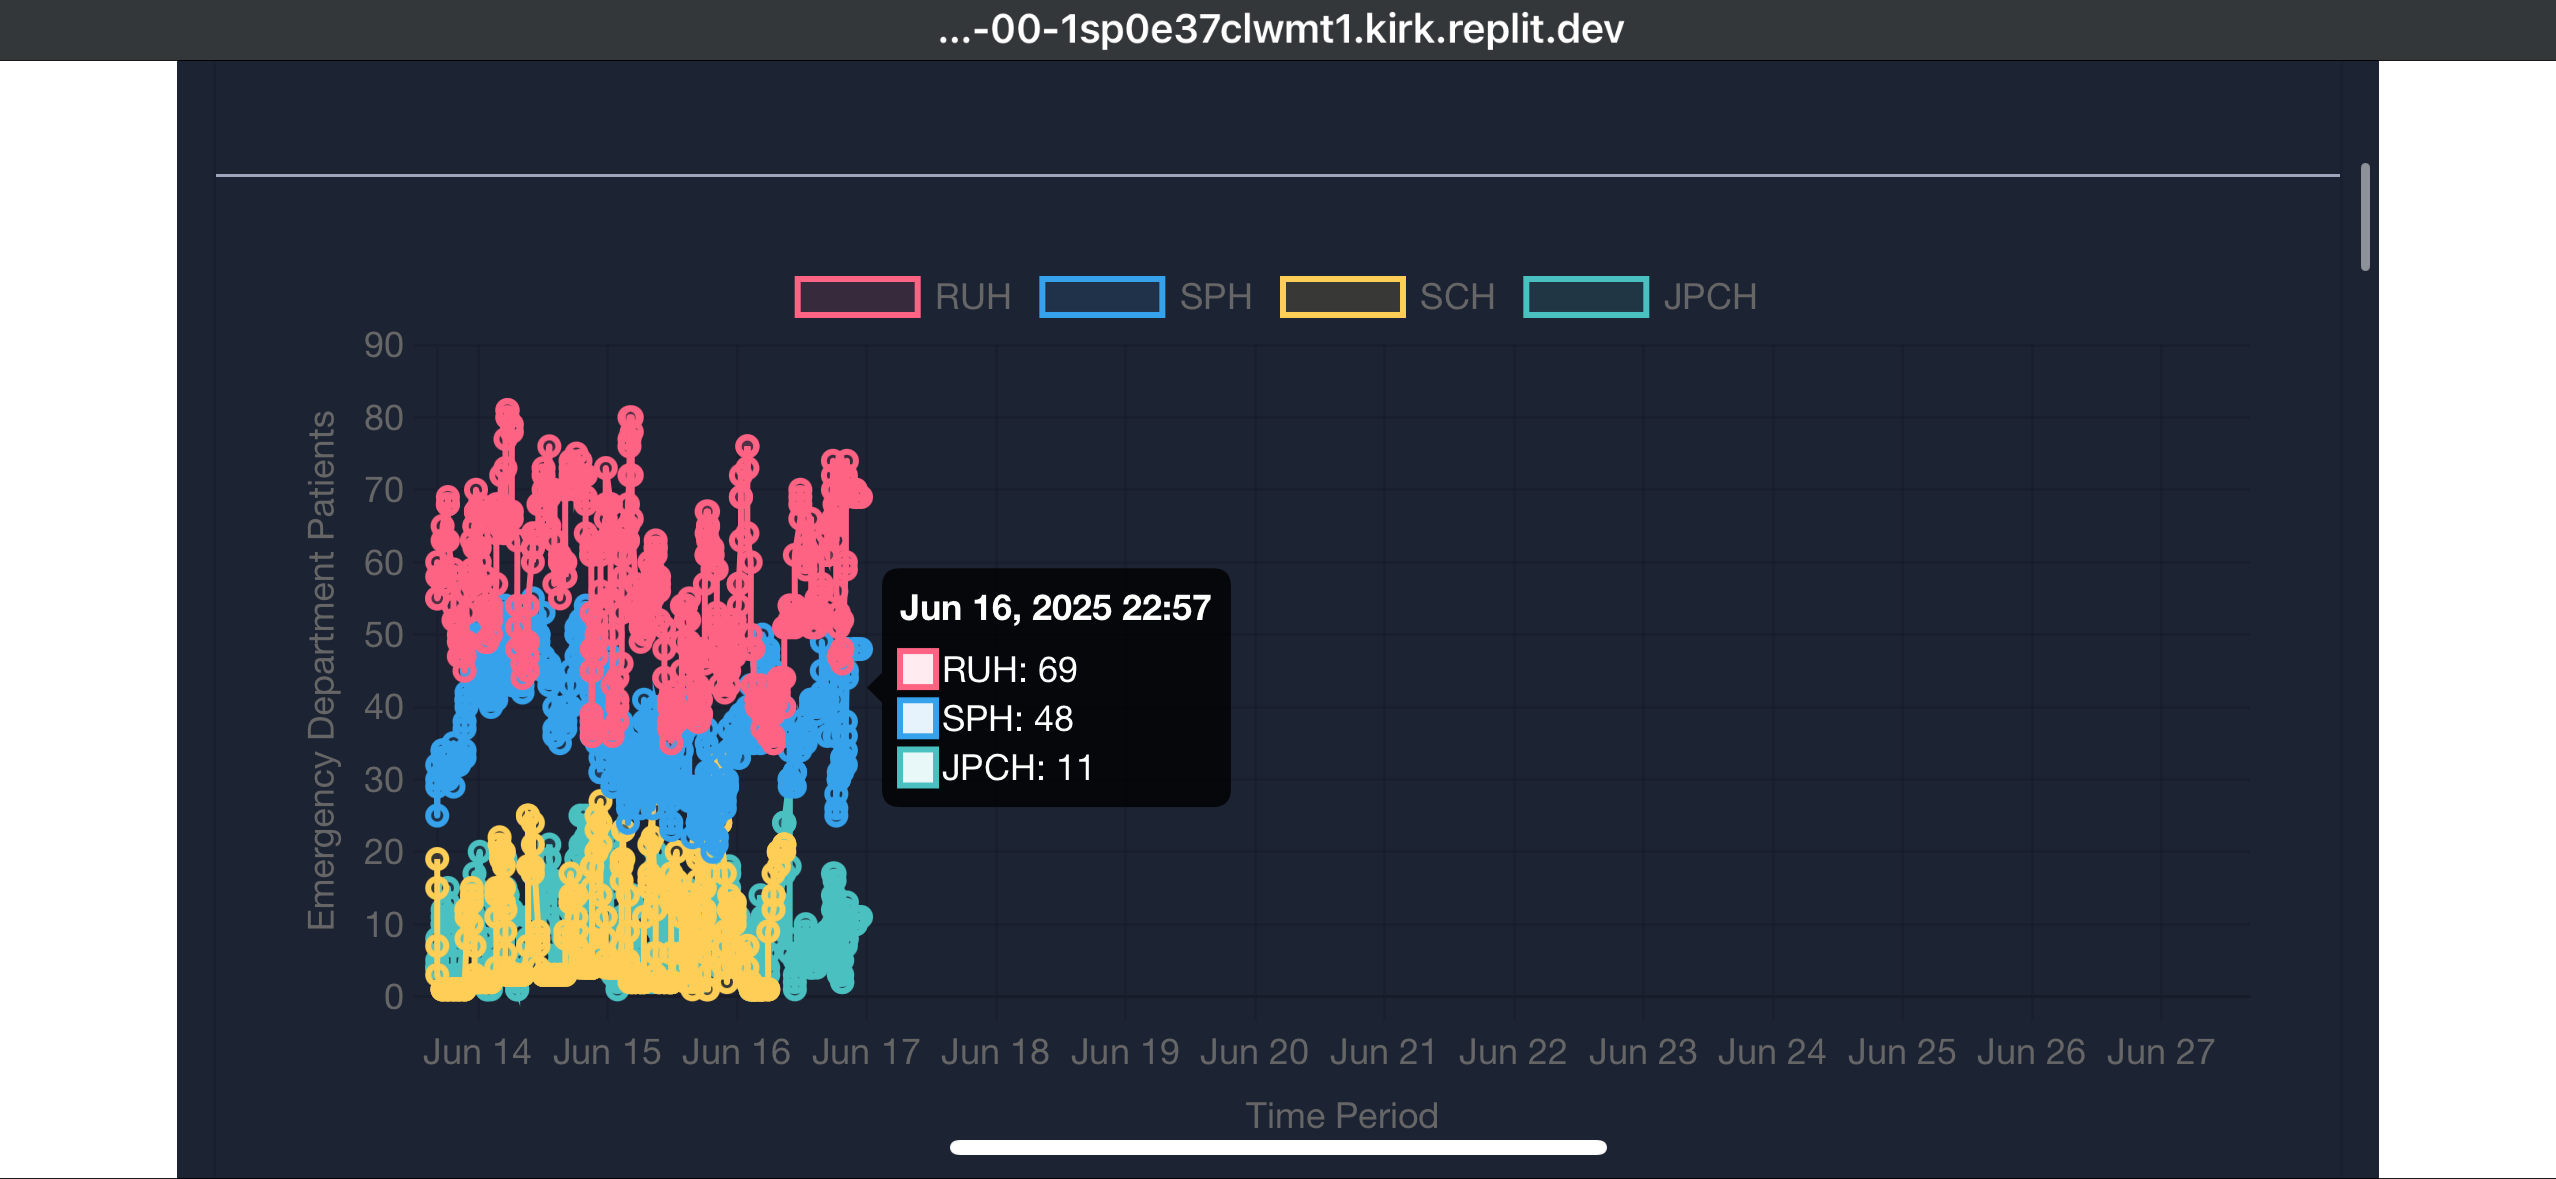 ...-00-1sp0e37clwmt1.kirk.replit.dev
RUH SPH SCH JPCH
90
80
70
60
50
40
30
20
10
0
Emergency Department Patients
Jun 16, 2025 22:57
RUH: 69
SPH: 48
JPCH: 11
Jun 14 Jun 15 Jun 16 Jun 17 Jun 18 Jun 19 Jun 20 Jun 21 Jun 22 Jun 23 Jun 24 Jun 25 Jun 26 Jun 27
Time Period